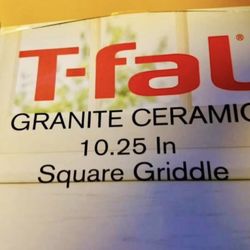 T-fal®
GRANITE CERAMIC
10.25 In
Square Griddle